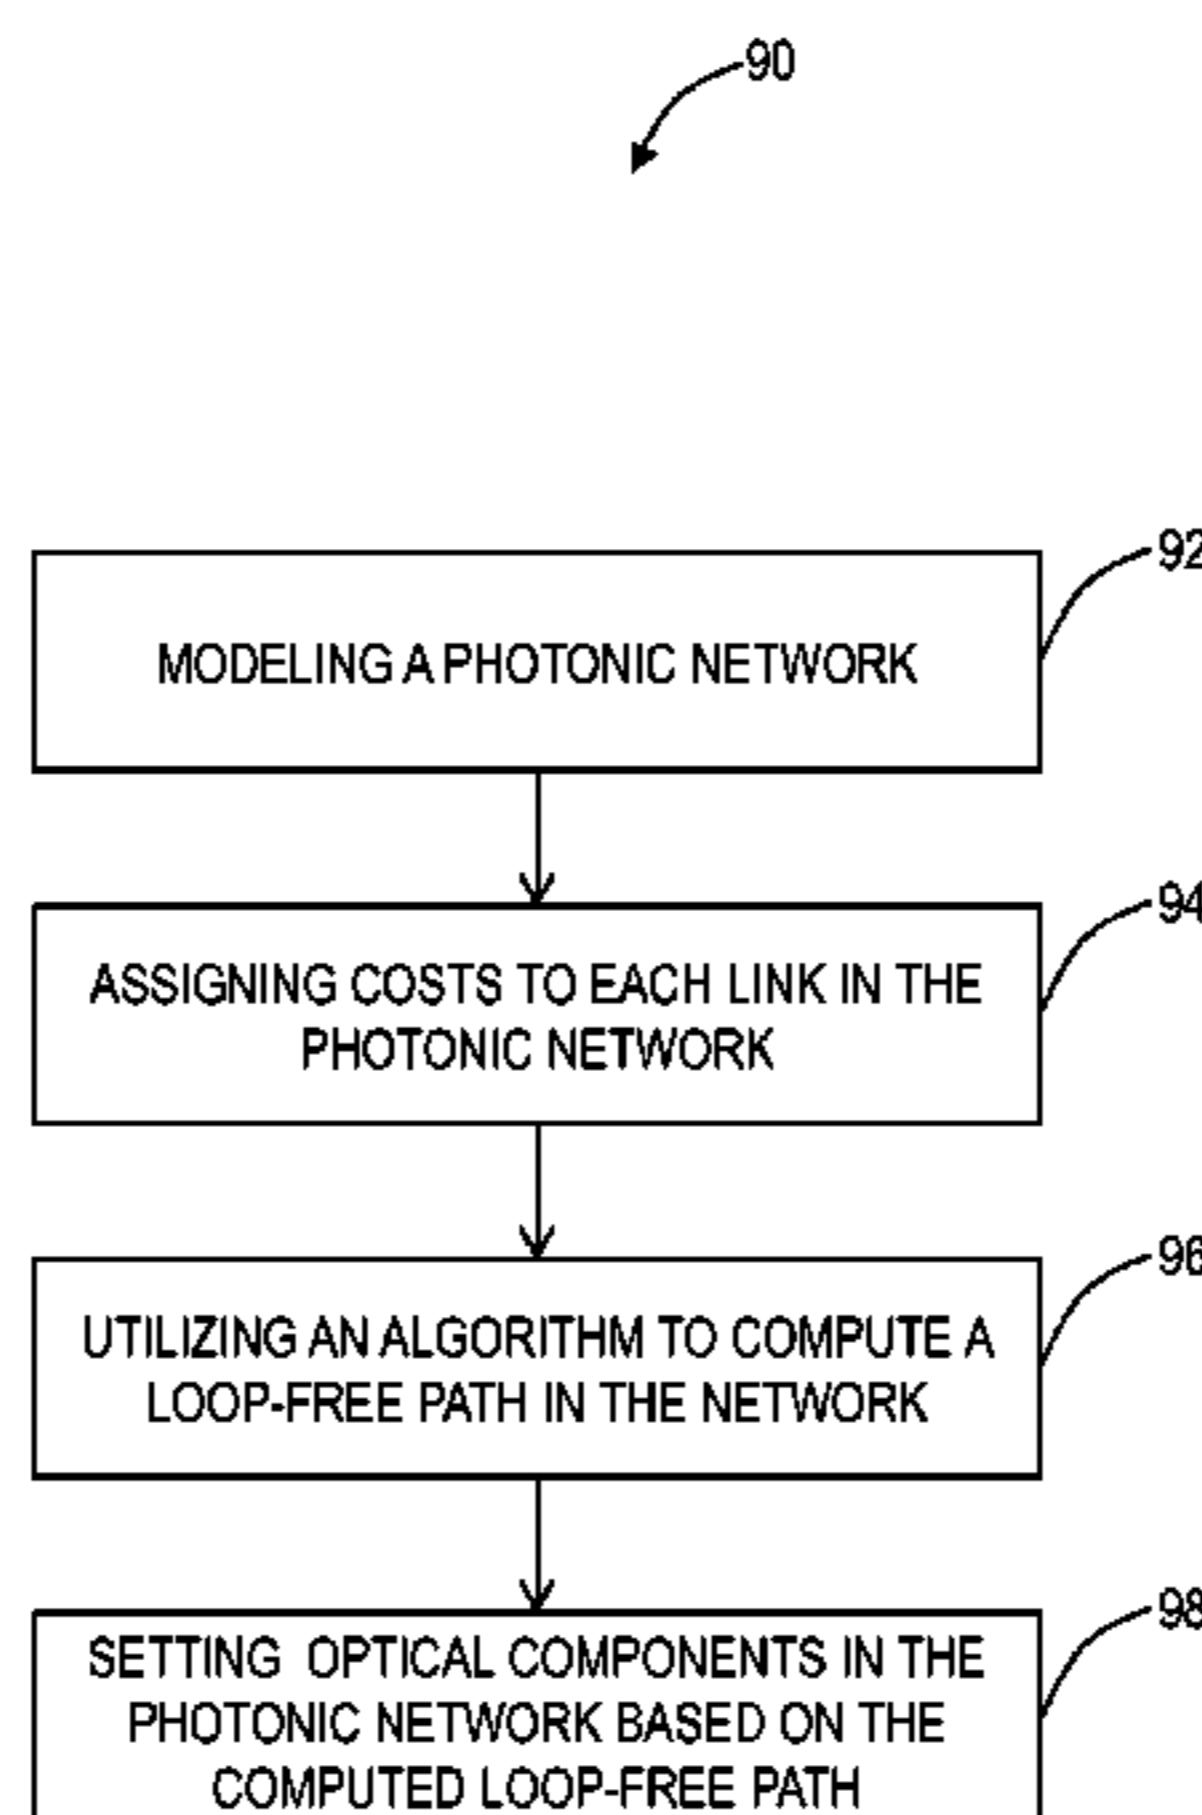 90
92
MODELING A PHOTONIC NETWORK
94
ASSIGNING COSTS TO EACH LINK IN THE
PHOTONIC NETWORK
96
UTILIZING AN ALGORITHM TO COMPUTE A
LOOP-FREE PATH IN THE NETWORK
98
SETTING OPTICAL COMPONENTS IN THE
PHOTONIC NETWORK BASED ON THE
COMPUTED LOOP-FREE PATH